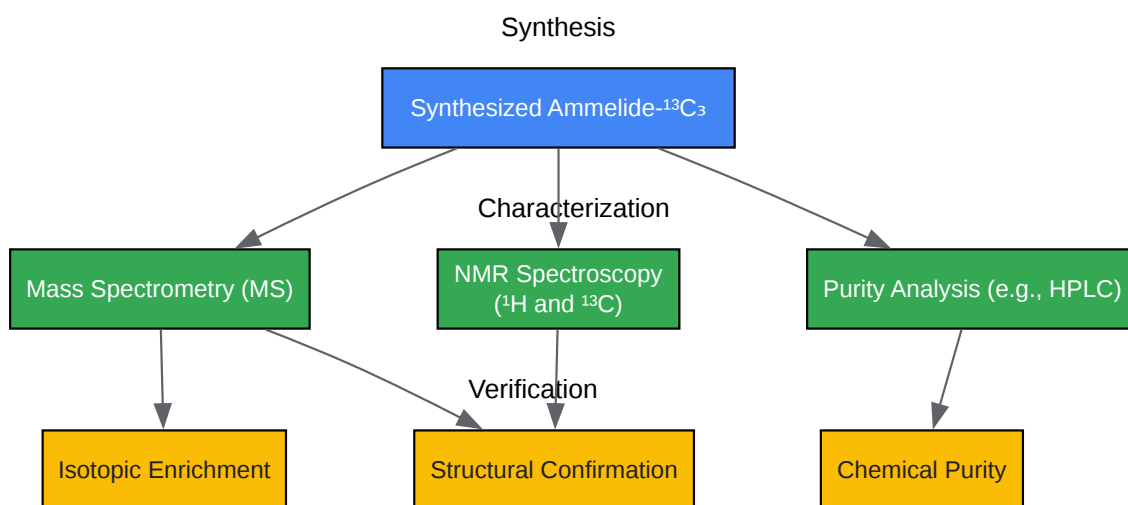 Synthesis
Synthesized Ammelide-¹³C₃
Characterization
Mass Spectrometry (MS)
NMR Spectroscopy
(¹H and ¹³C)
Purity Analysis (e.g., HPLC)
Verification
Isotopic Enrichment
Structural Confirmation
Chemical Purity